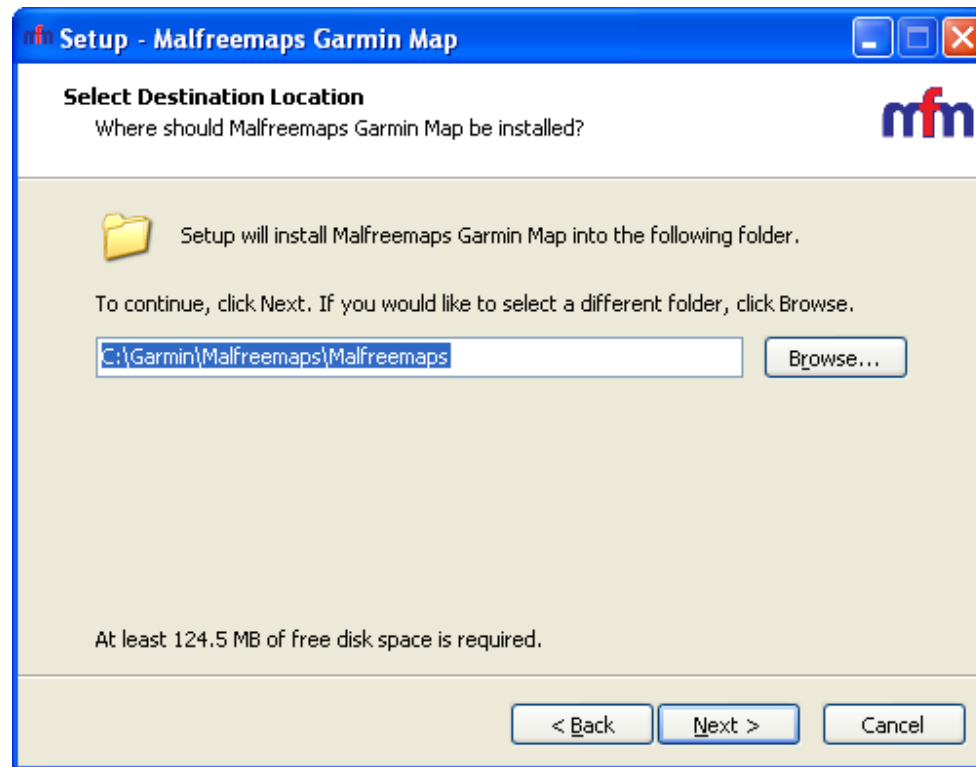 mfm Setup - Malfreemaps Garmin Map
Select Destination Location
Where should Malfreemaps Garmin Map be installed?
mfm
Setup will install Malfreemaps Garmin Map into the following folder.
To continue, click Next. If you would like to select a different folder, click Browse.
C:\Garmin\Malfreemaps\Malfreemaps
Browse...
At least 124.5 MB of free disk space is required.
< Back Next > Cancel